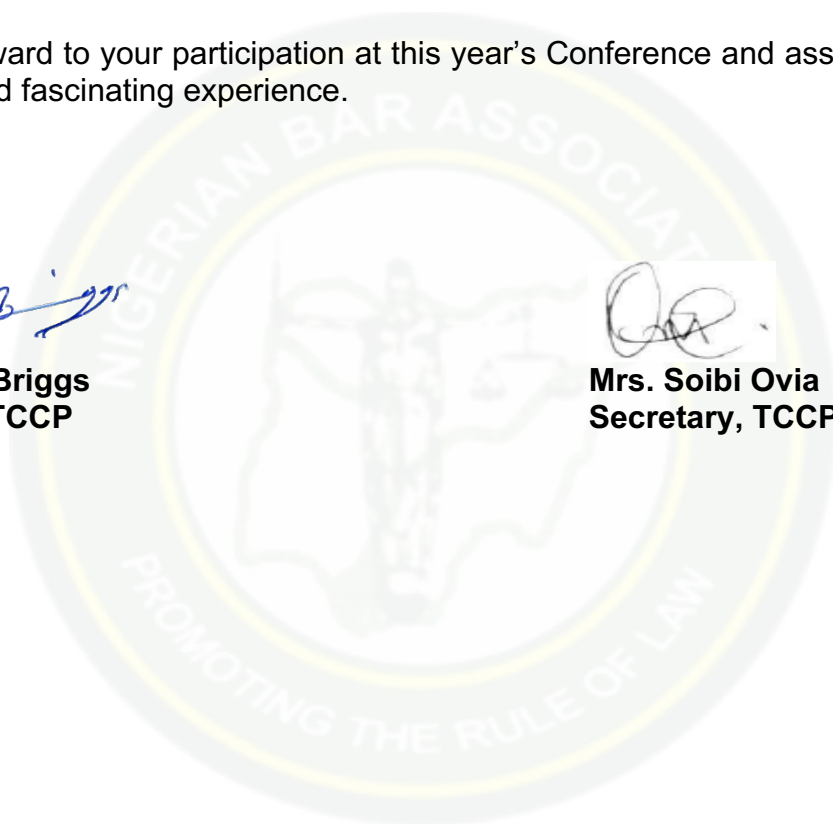 ward to your participation at this year’s Conference and ass
d fascinating experience.
NIGERIAN BAR ASSOCIAT
Briggs
Mrs. Soibi Ovia
TCCP
Secretary, TCCP
PROMOTING THE RULE OF LAW